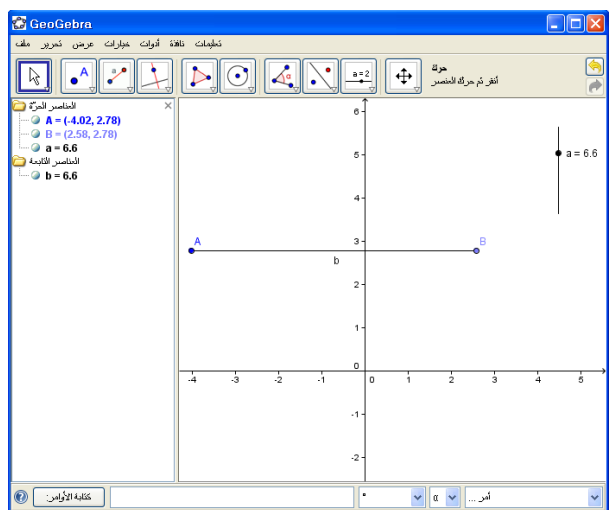 GeoGebra
ملف تحرير عرض خيارات أدوات نافذة تعليمات
A
a
α
a = 2
حرك
أنقر ثم حرك العنصر
العناصر الحرّة
A = (-4.02, 2.78)
B = (2.58, 2.78)
a = 6.6
العناصر التابعة
b = 6.6
6
5
a = 6.6
4
A
3
B
b
2
1
0
-4 -3 -2 -1 0 1 2 3 4 5
-1
-2
كتابة الأوامر:
°
α
أمر ...